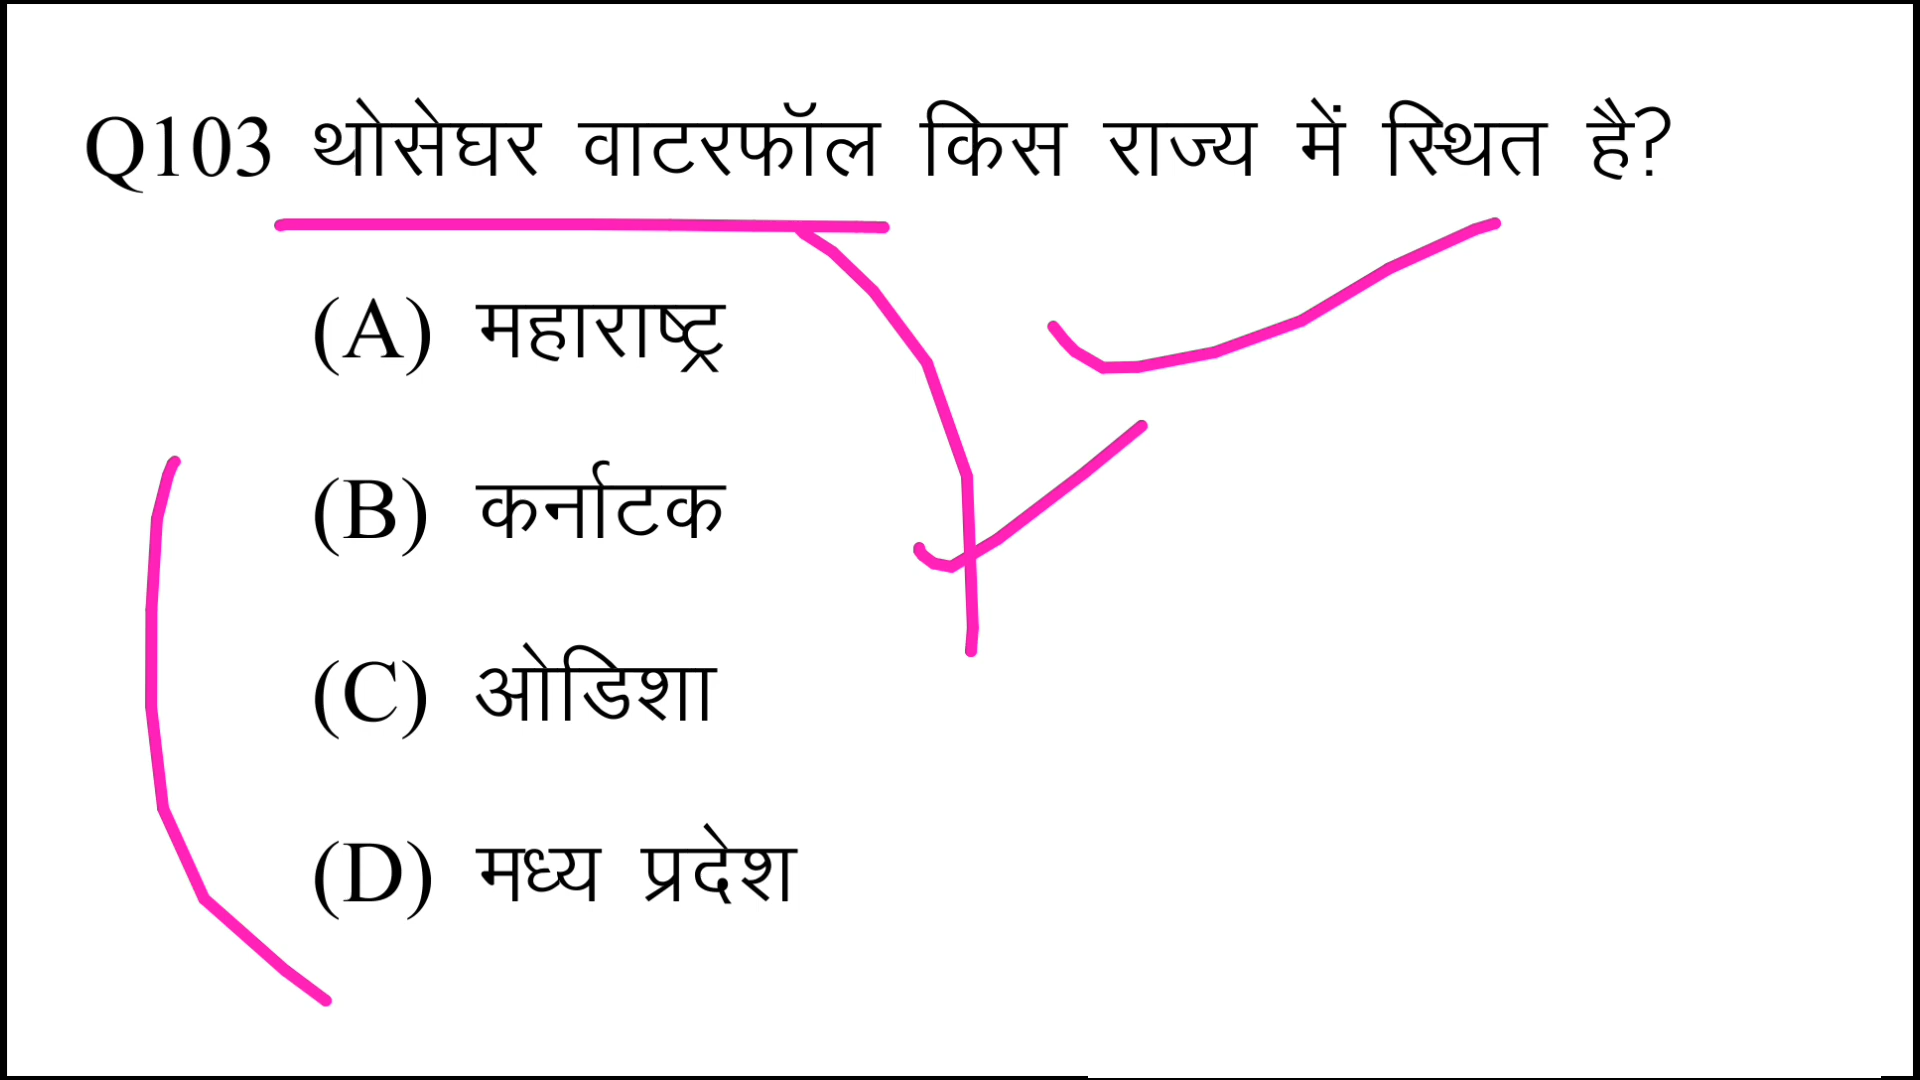 Q103 थोसेघर वाटरफॉल किस राज्य में स्थित है?
(A) महाराष्ट्र
(B) कर्नाटक
(C) ओडिशा
(D) मध्य प्रदेश